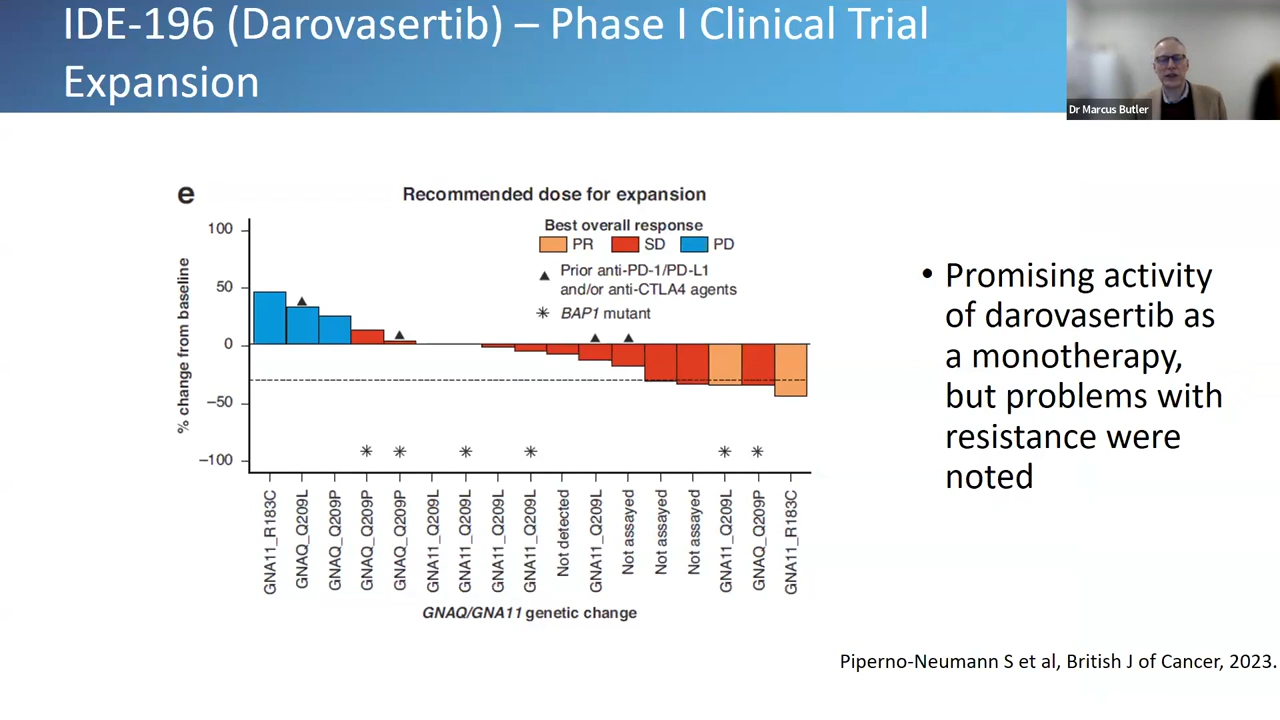 IDE-196 (Darovasertib) – Phase I Clinical Trial
Expansion
Dr Marcus Butler
e
Recommended dose for expansion
Best overall response
PR SD PD
▲ Prior anti-PD-1/PD-L1
and/or anti-CTLA4 agents
✳ BAP1 mutant
% change from baseline
100
50
0
−50
−100
GNA11_R183C
GNAQ_Q209L
GNAQ_Q209P
GNAQ_Q209P
GNAQ_Q209P
GNA11_Q209L
GNA11_Q209L
GNA11_Q209L
GNA11_Q209L
Not detected
GNA11_Q209L
Not assayed
Not assayed
Not assayed
GNA11_Q209L
GNAQ_Q209P
GNA11_R183C
GNAQ/GNA11 genetic change
• Promising activity
of darovasertib as
a monotherapy,
but problems with
resistance were
noted
Piperno-Neumann S et al, British J of Cancer, 2023.